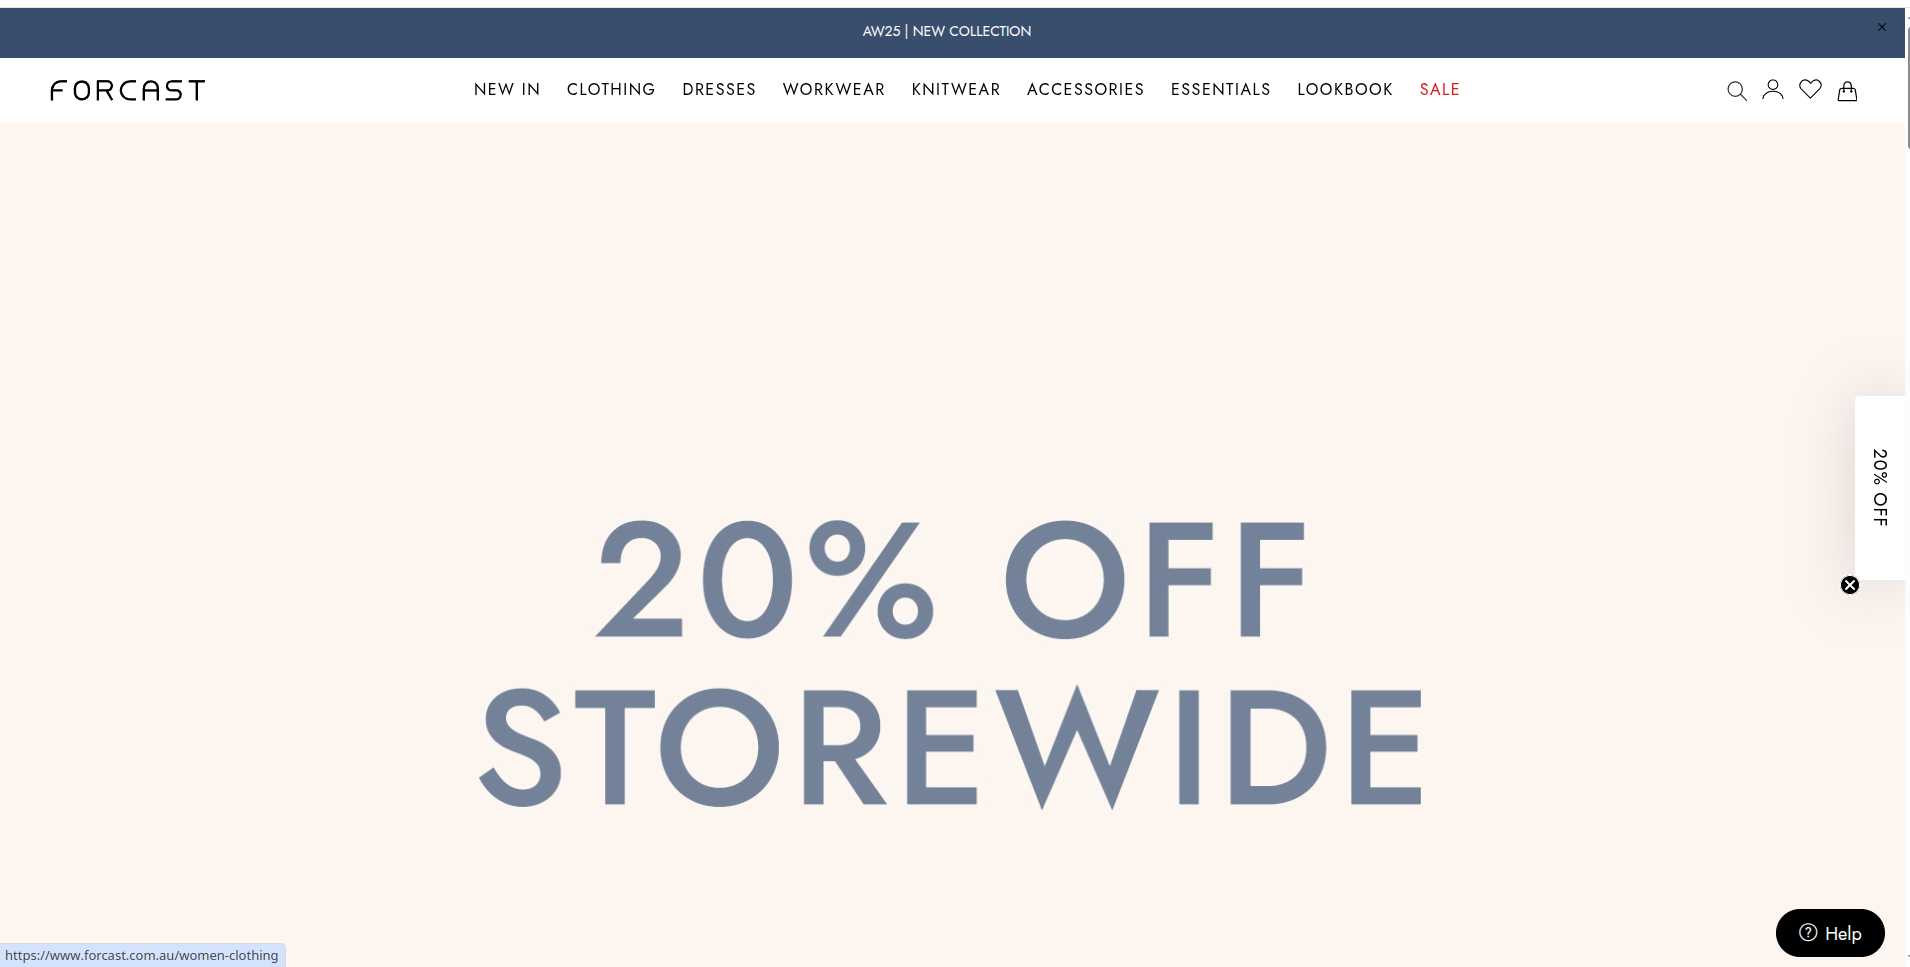 AW25 | NEW COLLECTION
FORCAST
NEW IN CLOTHING DRESSES WORKWEAR KNITWEAR ACCESSORIES ESSENTIALS LOOKBOOK SALE
20% OFF
20% OFF
STOREWIDE
Help
https://www.forcast.com.au/women-clothing